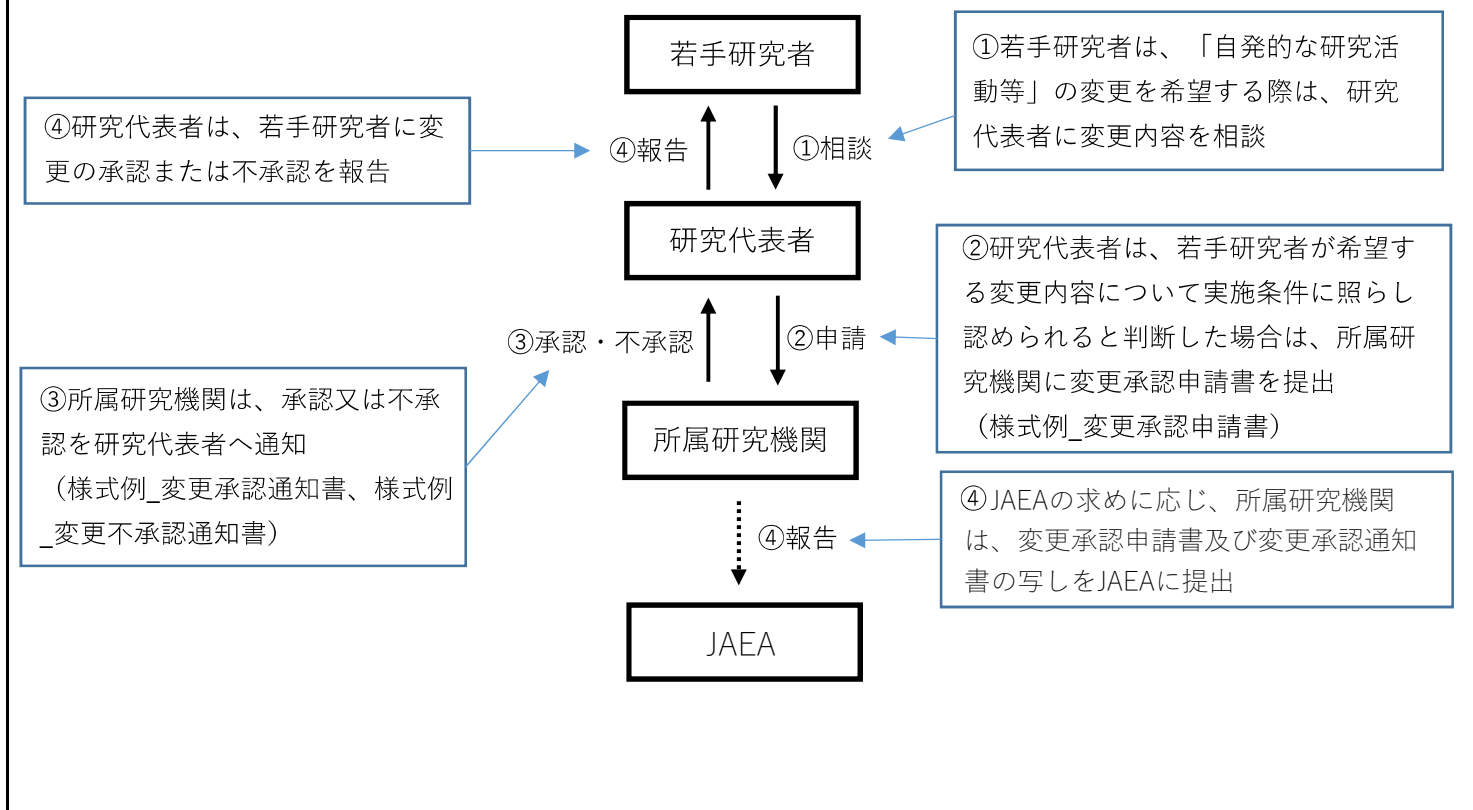 若手研究者
①若手研究者は、「自発的な研究活
動等」の変更を希望する際は、研究
代表者に変更内容を相談
④研究代表者は、若手研究者に変
更の承認または不承認を報告
④報告
①相談
研究代表者
②研究代表者は、若手研究者が希望す
る変更内容について実施条件に照らし
認められると判断した場合は、所属研
究機関に変更承認申請書を提出
（様式例_変更承認申請書）
③承認・不承認
②申請
③所属研究機関は、承認又は不承
認を研究代表者へ通知
（様式例_変更承認通知書、様式例
_変更不承認通知書）
所属研究機関
④報告
④JAEAの求めに応じ、所属研究機関
は、変更承認申請書及び変更承認通知
書の写しをJAEAに提出
JAEA